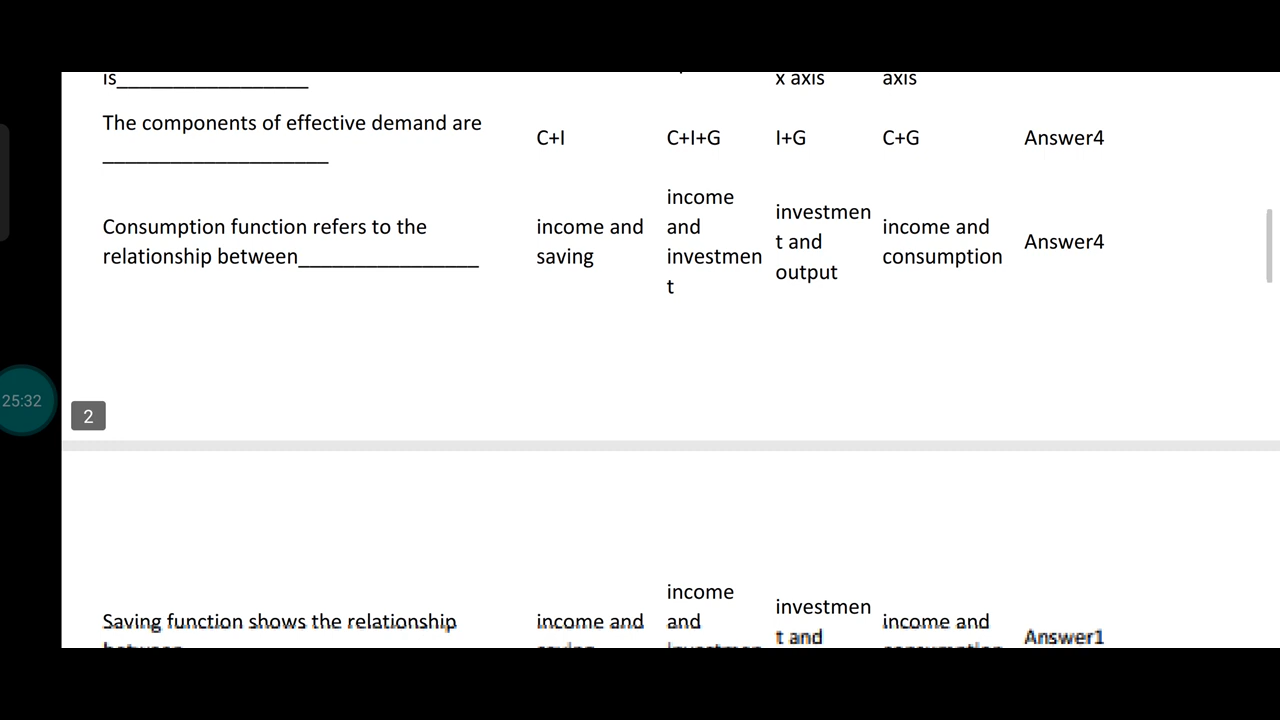 is_________________ x axis axis
The components of effective demand are ____________________ C+I C+I+G I+G C+G Answer4
Consumption function refers to the relationship between________________ income and saving income and investmen t investmen t and output income and consumption Answer4
25:32
2
Saving function shows the relationship income and income and investmen t and income and Answer1